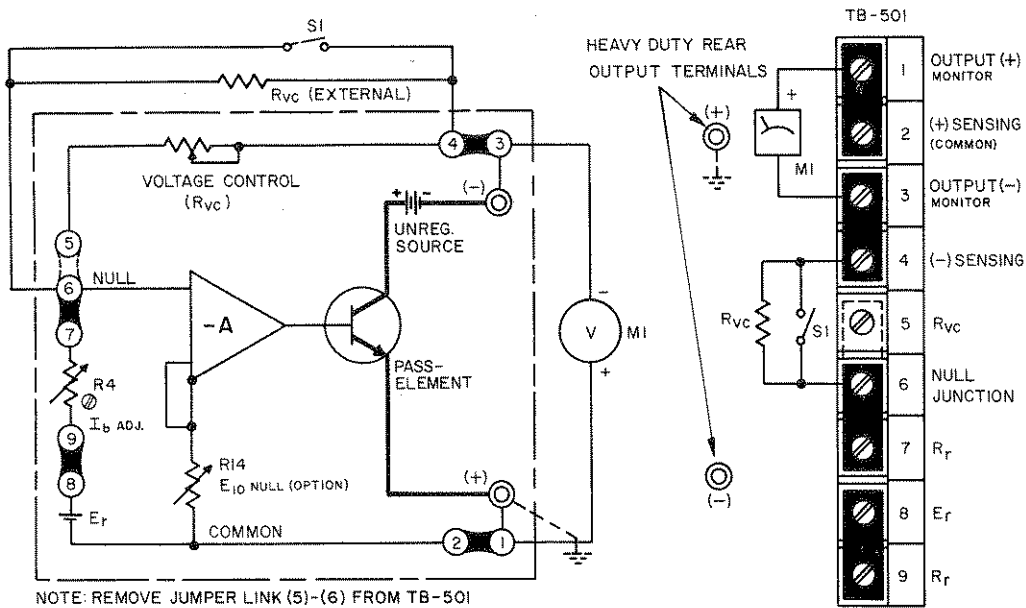 S1
RVC (EXTERNAL)
4
3
VOLTAGE CONTROL
(RVC)
(-)
+
-
UNREG.
SOURCE
5
6
NULL
7
-A
R4
Ib ADJ.
PASS-
ELEMENT
9
8
Er
R14
EIO NULL (OPTION)
COMMON
(+)
2
1
-
V
M1
+
NOTE: REMOVE JUMPER LINK (5)-(6) FROM TB-501
HEAVY DUTY REAR
OUTPUT TERMINALS
(+)
(-)
+
M1
RVC
S1
TB-501
1
OUTPUT (+)
MONITOR
2
(+) SENSING
(COMMON)
3
OUTPUT (-)
MONITOR
4
(-) SENSING
5
RVC
6
NULL
JUNCTION
7
Rr
8
Er
9
Rr